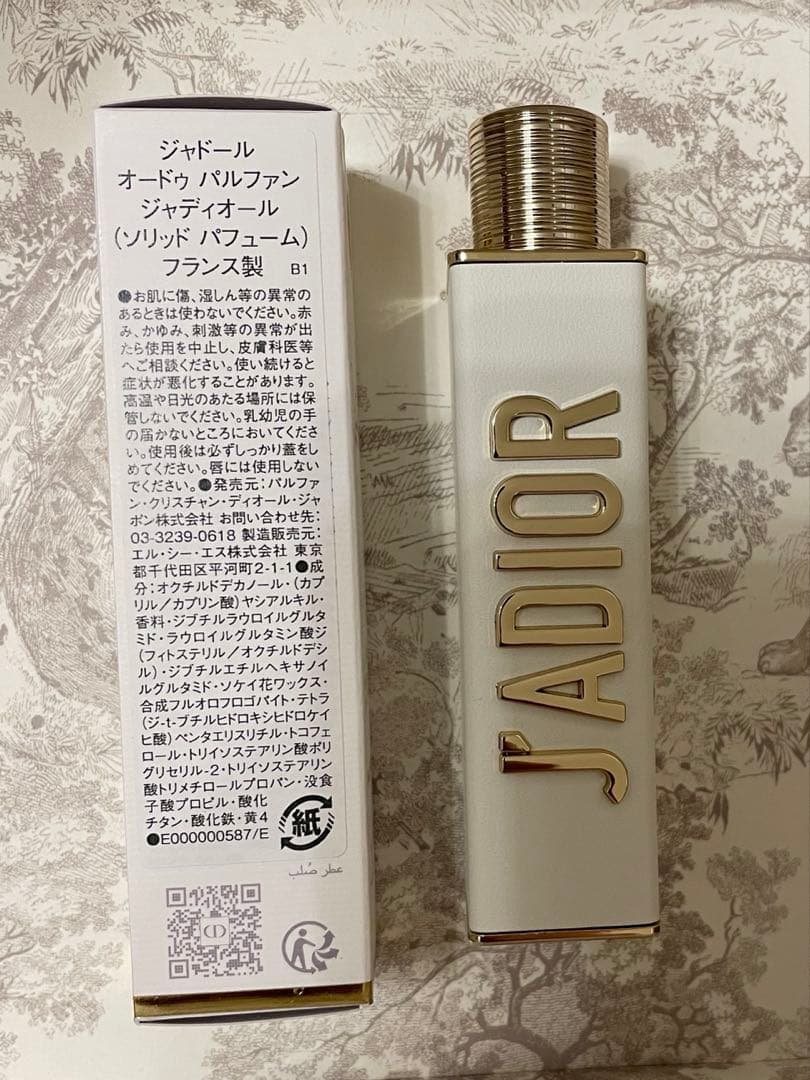 ジャドール
オードゥ パルファン
ジャディオール
(ソリッド パフューム)
フランス製 B1
●お肌に傷、湿しん等の異常の
あるときは使わないでください。赤
み、かゆみ、刺激等の異常が出
たら使用を中止し、皮膚科医等
へご相談ください。使い続けると
症状が悪化することがあります。
高温や日光のあたる場所には保
管しないでください。乳幼児の手
の届かないところにおいてくださ
い。使用後は必ずしっかり蓋をし
めてください。唇には使用しない
でください。●発売元：パルファ
ン・クリスチャン・ディオール・ジャ
ポン株式会社 お問い合わせ先：
03-3239-0618 製造販売元：
エル・シー・エス株式会社 東京
都千代田区平河町2-1-1●成
分：オクチルドデカノール・(カプ
リル／カプリン酸)ヤシアルキル・
香料・ジブチルラウロイルグルタ
ミド・ラウロイルグルタミン酸ジ
(フィトステリル／オクチルドデシ
ル)・ジブチルエチルヘキサノイ
ルグルタミド・ソケイ花ワックス・
合成フルオロフロゴパイト・テトラ
(ジ-t-ブチルヒドロキシヒドロケイ
ヒ酸)ペンタエリスリチル・トコフェ
ロール・トリイソステアリン酸ポリ
グリセリル-2・トリイソステアリン
酸トリメチロールプロパン・没食
子酸プロピル・酸化
チタン・酸化鉄・黄4
●E000000587/E
紙
عطر صُلب
CD
J'ADIOR